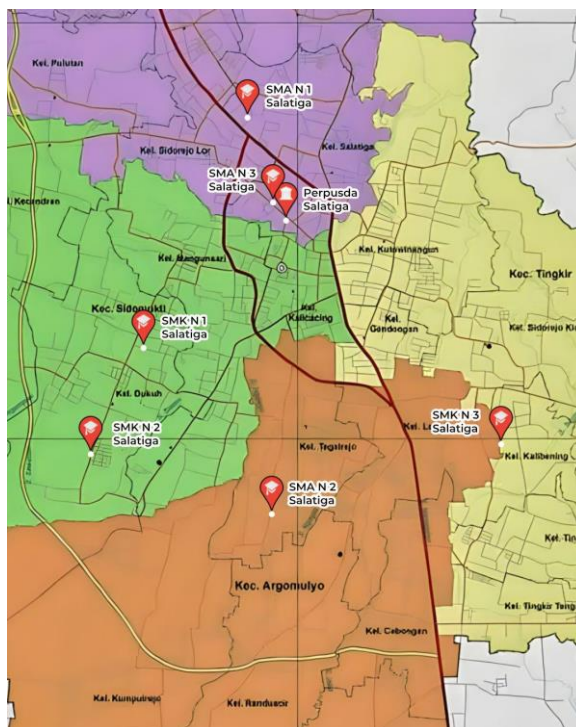 Kel. Pulutan
SMA N 1
Salatiga
Kel. Sidorejo Lor
Kel. Salatiga
SMA N 3
Salatiga
Perpusda
Salatiga
Kel. Mangunsari
Kel. Kutowinangun
Kec. Tingkir
Kec. Sidomukti
Kel.
Kalicacing
SMK N 1
Salatiga
Kel.
Gendongan
Kel. Dukuh
SMK N 2
Salatiga
SMK N 3
Salatiga
Kel. Tegalrejo
Kel. Kalibening
SMA N 2
Salatiga
Kec. Argomulyo
Kel. Tingkir
Kel. Cebongan
Kel. Kumpulrejo
Kel. Randuacir